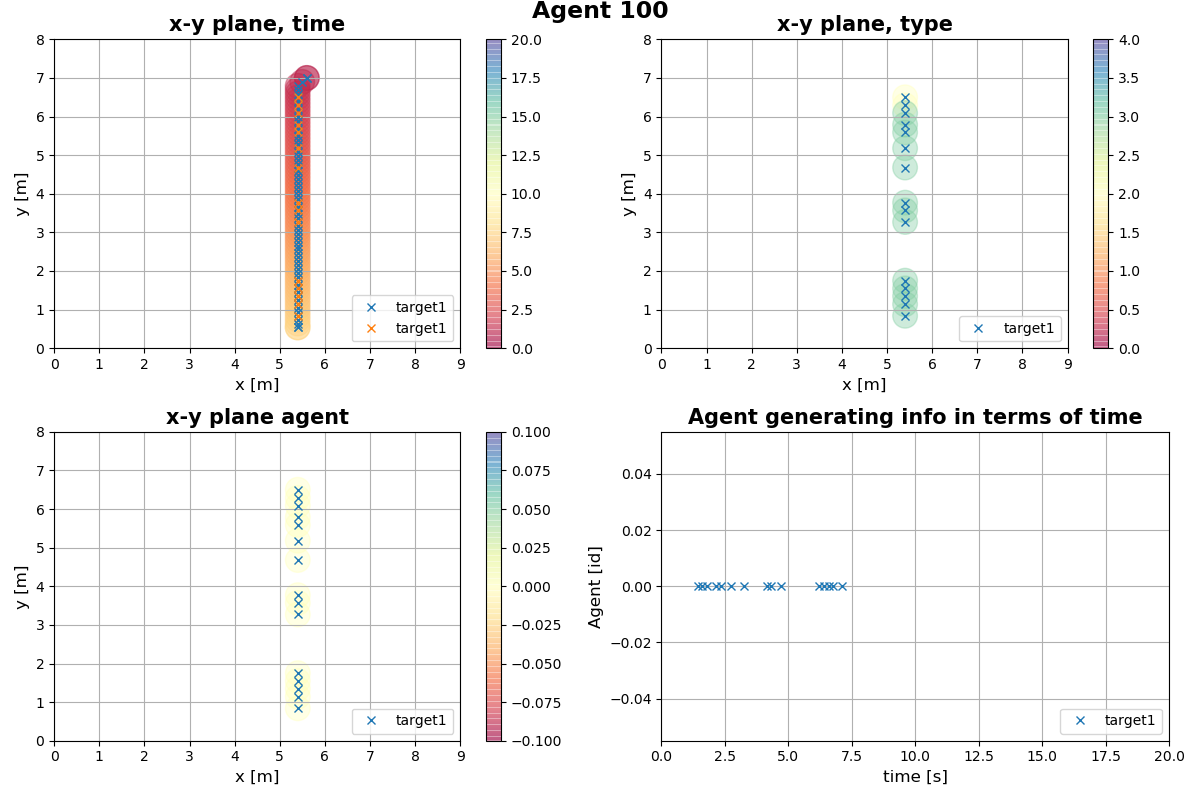 Agent 100
x-y plane, time
8
7
6
5
4
3
2
1
0
y [m]
0 1 2 3 4 5 6 7 8 9
x [m]
target1
target1
20.0
17.5
15.0
12.5
10.0
7.5
5.0
2.5
0.0
x-y plane, type
8
7
6
5
4
3
2
1
0
y [m]
0 1 2 3 4 5 6 7 8 9
x [m]
target1
4.0
3.5
3.0
2.5
2.0
1.5
1.0
0.5
0.0
x-y plane agent
8
7
6
5
4
3
2
1
0
y [m]
0 1 2 3 4 5 6 7 8 9
x [m]
target1
0.100
0.075
0.050
0.025
0.000
−0.025
−0.050
−0.075
−0.100
Agent generating info in terms of time
0.04
0.02
0.00
−0.02
−0.04
Agent [id]
0.0 2.5 5.0 7.5 10.0 12.5 15.0 17.5 20.0
time [s]
target1